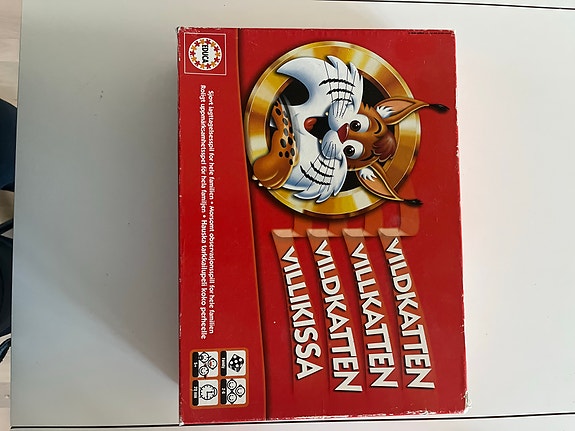 EDUCA
VILDKATTEN
VILLKATTEN
VILDKATTEN
VILLIKISSA
Sjovt iagttagelsesspil for hele familien • Morsomt observasjonsspill for hele familien
Roligt uppmärksamhetsspel för hela familjen • Hauska tarkkailupeli koko perheelle